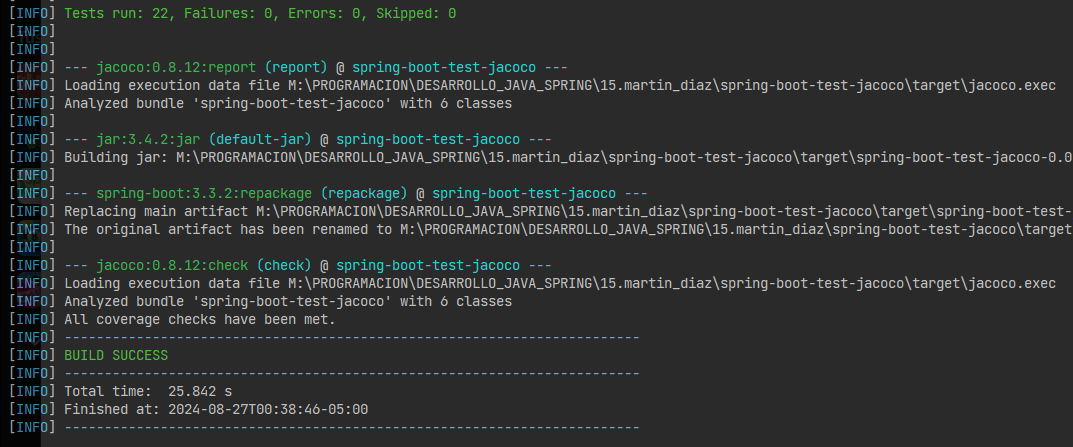 [INFO] Tests run: 22, Failures: 0, Errors: 0, Skipped: 0
[INFO]
[INFO]
[INFO] --- jacoco:0.8.12:report (report) @ spring-boot-test-jacoco ---
[INFO] Loading execution data file M:\PROGRAMACION\DESARROLLO_JAVA_SPRING\15.martin_diaz\spring-boot-test-jacoco\target\jacoco.exec
[INFO] Analyzed bundle 'spring-boot-test-jacoco' with 6 classes
[INFO]
[INFO] --- jar:3.4.2:jar (default-jar) @ spring-boot-test-jacoco ---
[INFO] Building jar: M:\PROGRAMACION\DESARROLLO_JAVA_SPRING\15.martin_diaz\spring-boot-test-jacoco\target\spring-boot-test-jacoco-0.0
[INFO]
[INFO] --- spring-boot:3.3.2:repackage (repackage) @ spring-boot-test-jacoco ---
[INFO] Replacing main artifact M:\PROGRAMACION\DESARROLLO_JAVA_SPRING\15.martin_diaz\spring-boot-test-jacoco\target\spring-boot-test-
[INFO] The original artifact has been renamed to M:\PROGRAMACION\DESARROLLO_JAVA_SPRING\15.martin_diaz\spring-boot-test-jacoco\target
[INFO]
[INFO] --- jacoco:0.8.12:check (check) @ spring-boot-test-jacoco ---
[INFO] Loading execution data file M:\PROGRAMACION\DESARROLLO_JAVA_SPRING\15.martin_diaz\spring-boot-test-jacoco\target\jacoco.exec
[INFO] Analyzed bundle 'spring-boot-test-jacoco' with 6 classes
[INFO] All coverage checks have been met.
[INFO] ------------------------------------------------------------------------
[INFO] BUILD SUCCESS
[INFO] ------------------------------------------------------------------------
[INFO] Total time:  25.842 s
[INFO] Finished at: 2024-08-27T00:38:46-05:00
[INFO] ------------------------------------------------------------------------